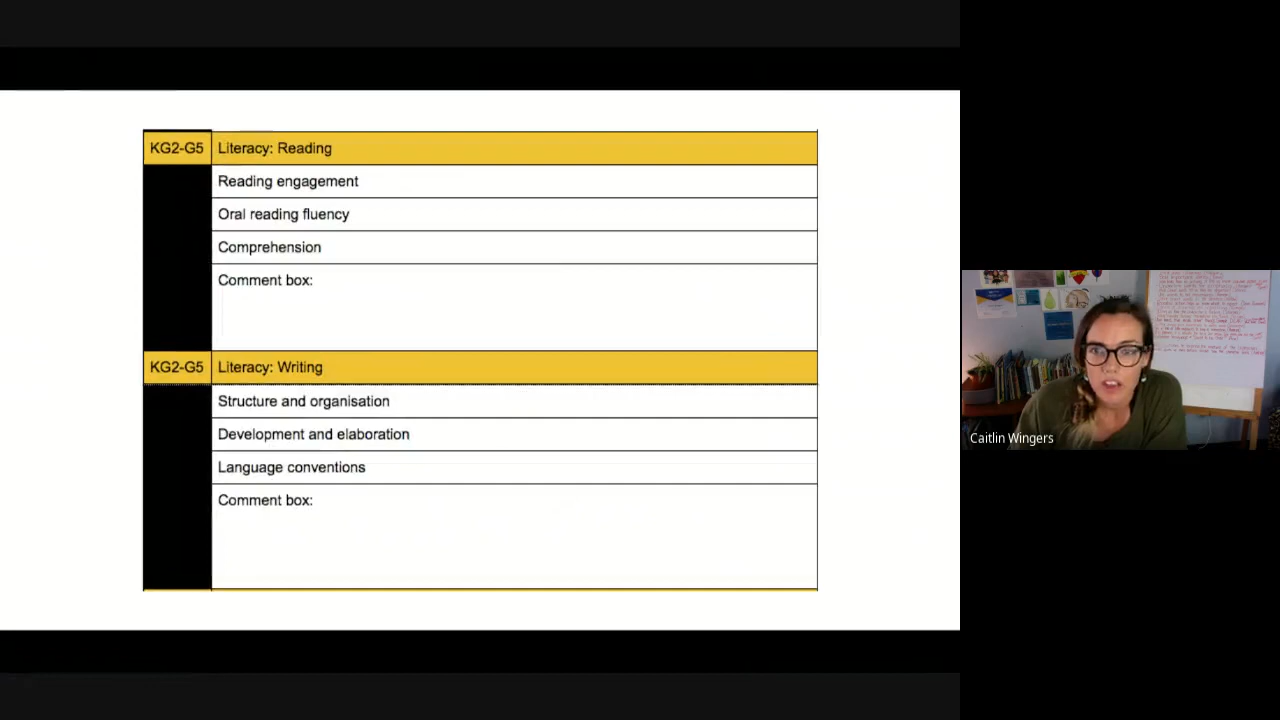 KG2-G5 Literacy: Reading
Reading engagement
Oral reading fluency
Comprehension
Comment box:
KG2-G5 Literacy: Writing
Structure and organisation
Development and elaboration
Language conventions
Comment box:
Caitlin Wingers